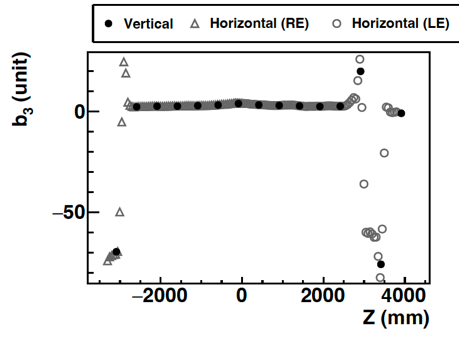 Vertical Horizontal (RE) Horizontal (LE)
b3 (unit)
0
−50
−2000 0 2000 4000
Z (mm)